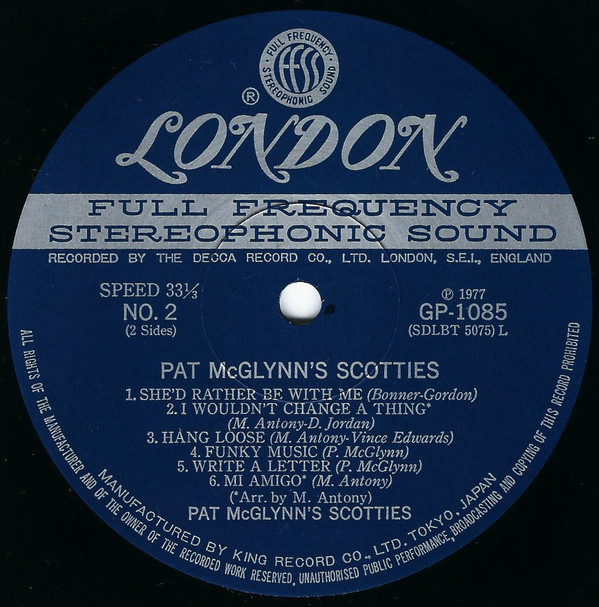 FULL FREQUENCY
ffss
STEREOPHONIC SOUND
®
LONDON
FULL FREQUENCY
STEREOPHONIC SOUND
RECORDED BY THE DECCA RECORD CO., LTD. LONDON, S.E.I., ENGLAND
SPEED 33⅓
NO. 2
(2 Sides)
℗ 1977
GP-1085
(SDLBT 5075) L
PAT McGLYNN'S SCOTTIES
1. SHE'D RATHER BE WITH ME (Bonner-Gordon)
2. I WOULDN'T CHANGE A THING*
(M. Antony-D. Jordan)
3. HANG LOOSE (M. Antony-Vince Edwards)
4. FUNKY MUSIC (P. McGlynn)
5. WRITE A LETTER (P. McGlynn)
6. MI AMIGO* (M. Antony)
(*Arr. by M. Antony)
PAT McGLYNN'S SCOTTIES
MANUFACTURED BY KING RECORD CO., LTD. TOKYO, JAPAN
ALL RIGHTS OF THE MANUFACTURER AND OF THE OWNER OF THE RECORDED WORK RESERVED, UNAUTHORISED PUBLIC PERFORMANCE, BROADCASTING AND COPYING OF THIS RECORD PROHIBITED